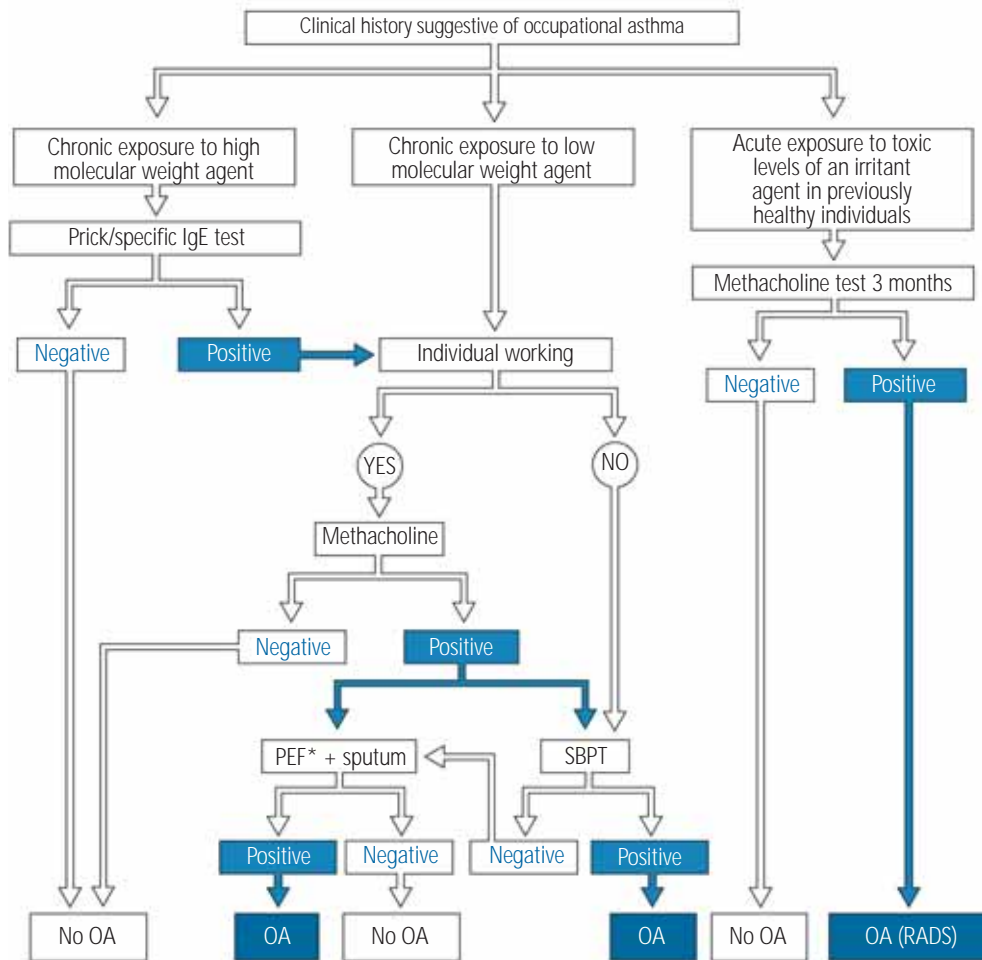 Clinical history suggestive of occupational asthma
Chronic exposure to high
molecular weight agent
Chronic exposure to low
molecular weight agent
Acute exposure to toxic
levels of an irritant
agent in previously
healthy individuals
Prick/specific IgE test
Methacholine test 3 months
Negative
Positive
Individual working
Negative
Positive
YES
NO
Methacholine
Negative
Positive
PEF* + sputum
SBPT
Positive
Negative
Negative
Positive
No OA
OA
No OA
OA
No OA
OA (RADS)